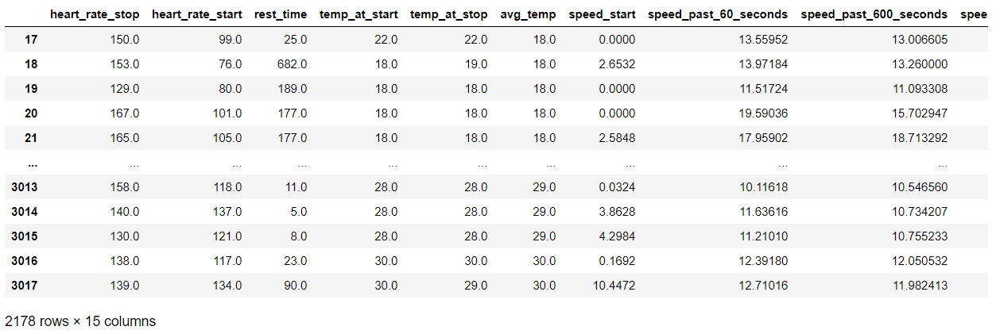 heart_rate_stop heart_rate_start rest_time temp_at_start temp_at_stop avg_temp speed_start speed_past_60_seconds speed_past_600_seconds spee
17 150.0 99.0 25.0 22.0 22.0 18.0 0.0000 13.55952 13.006605
18 153.0 76.0 682.0 18.0 19.0 18.0 2.6532 13.97184 13.260000
19 129.0 80.0 189.0 18.0 18.0 18.0 0.0000 11.51724 11.093308
20 167.0 101.0 177.0 18.0 18.0 18.0 0.0000 19.59036 15.702947
21 165.0 105.0 177.0 18.0 18.0 18.0 2.5848 17.95902 18.713292
... ... ... ... ... ... ... ... ... ...
3013 158.0 118.0 11.0 28.0 28.0 29.0 0.0324 10.11618 10.546560
3014 140.0 137.0 5.0 28.0 28.0 29.0 3.8628 11.63616 10.734207
3015 130.0 121.0 8.0 28.0 28.0 29.0 4.2984 11.21010 10.755233
3016 138.0 117.0 23.0 30.0 30.0 30.0 0.1692 12.39180 12.050532
3017 139.0 134.0 90.0 30.0 29.0 30.0 10.4472 12.71016 11.982413
2178 rows × 15 columns